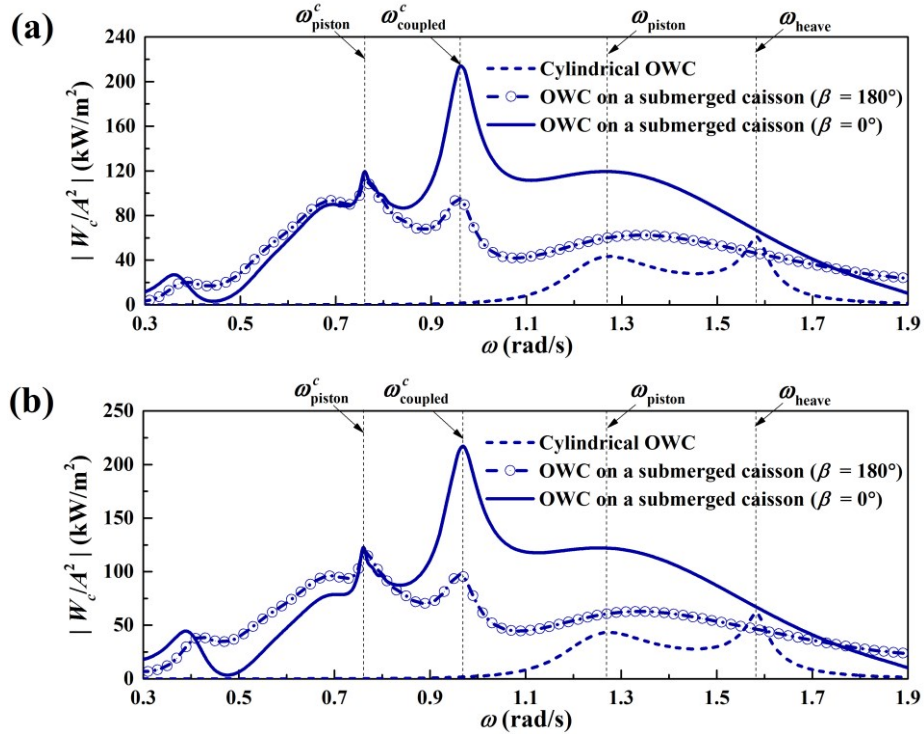 (a)
ω^c_piston ω^c_coupled ω_piston ω_heave
240
200
160
120
80
40
0
| W_c/A² | (kW/m²)
Cylindrical OWC
OWC on a submerged caisson (β = 180°)
OWC on a submerged caisson (β = 0°)
0.3 0.5 0.7 0.9 1.1 1.3 1.5 1.7 1.9
ω (rad/s)
(b)
ω^c_piston ω^c_coupled ω_piston ω_heave
250
200
150
100
50
0
| W_c/A² | (kW/m²)
Cylindrical OWC
OWC on a submerged caisson (β = 180°)
OWC on a submerged caisson (β = 0°)
0.3 0.5 0.7 0.9 1.1 1.3 1.5 1.7 1.9
ω (rad/s)